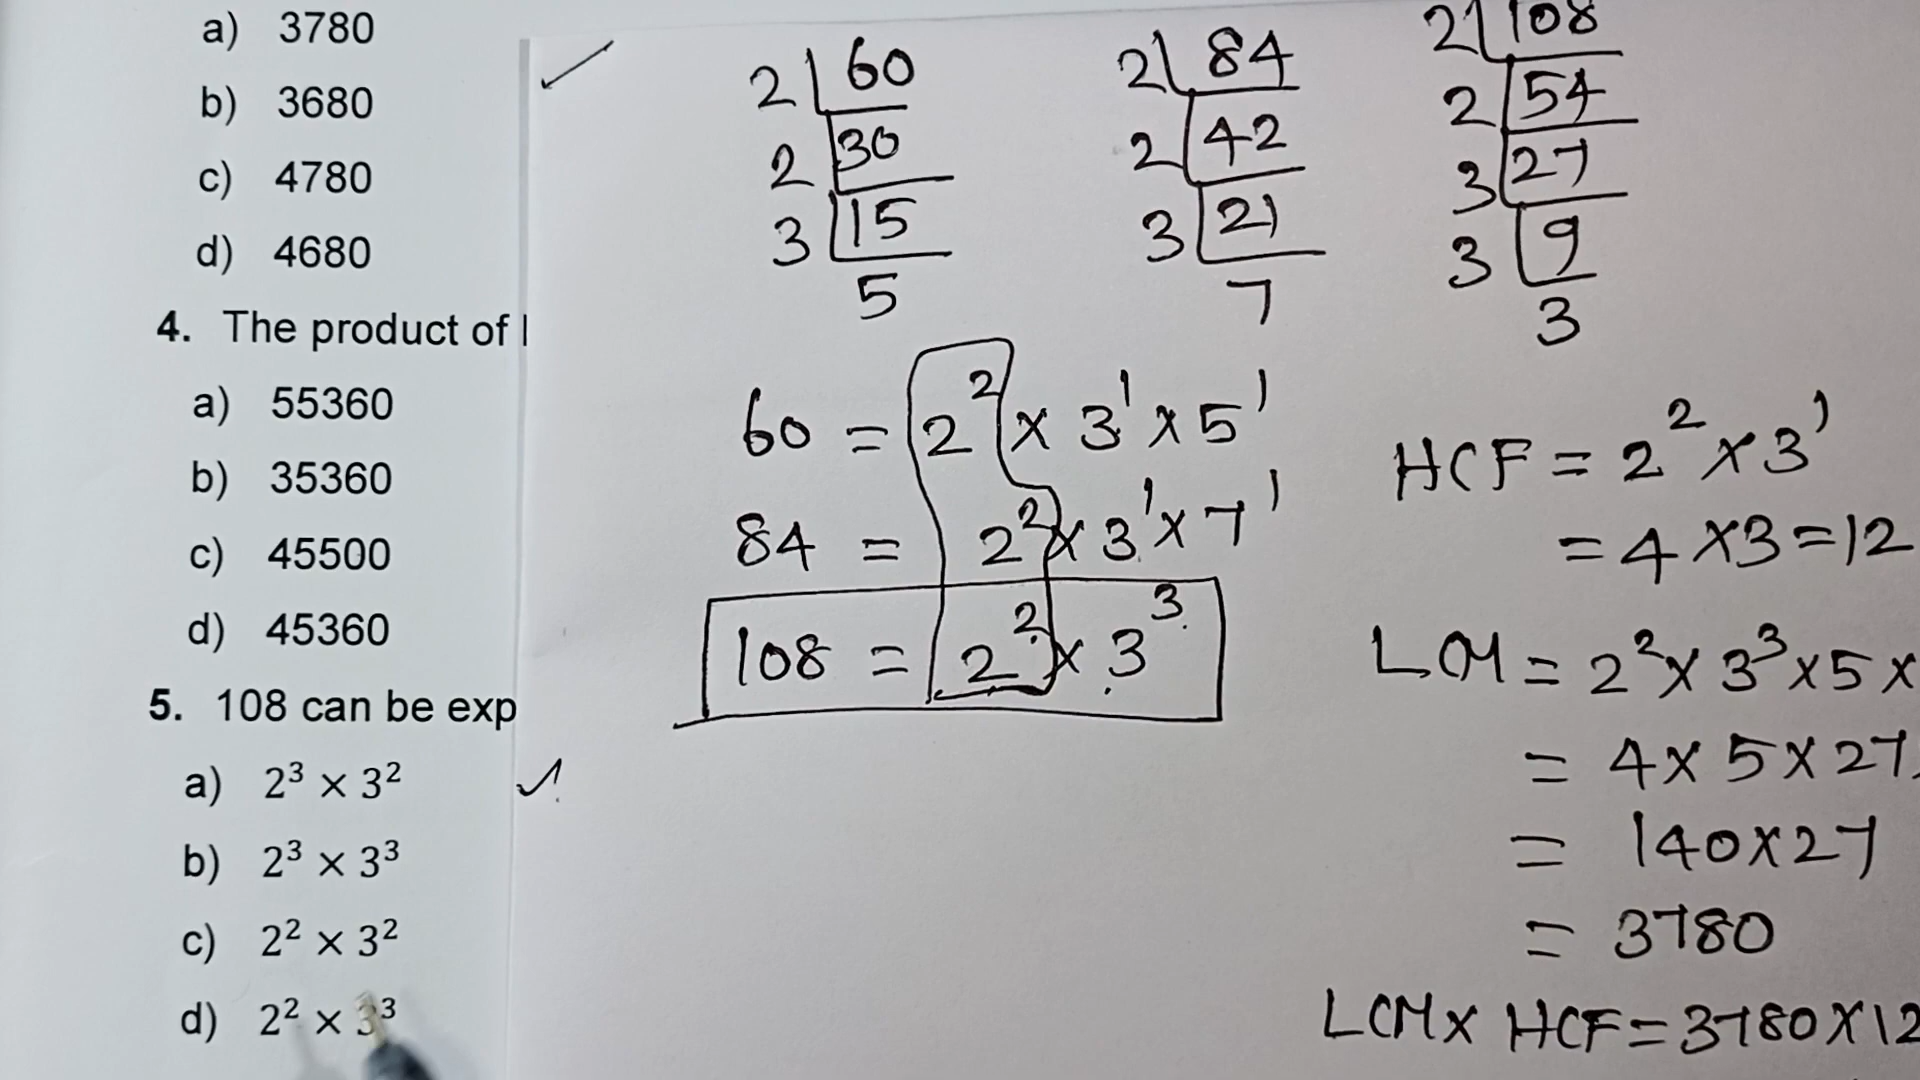 a) 3780
b) 3680
c) 4780
d) 4680
4. The product of
a) 55360
b) 35360
c) 45500
d) 45360
5. 108 can be exp
a) 2³ × 3²
b) 2³ × 3³
c) 2² × 3²
d) 2² × 3³
2 60
2 30
3 15
5
2 84
2 42
3 21
7
2 108
2 54
3 27
3 9
3
60 = 2² × 3¹ × 5¹
84 = 2² × 3¹ × 7¹
108 = 2² × 3³
HCF = 2² × 3¹
= 4 × 3 = 12
LCM = 2² × 3³ × 5 ×
= 4 × 5 × 27
= 140 × 27
= 3780
LCM × HCF = 3780 × 12